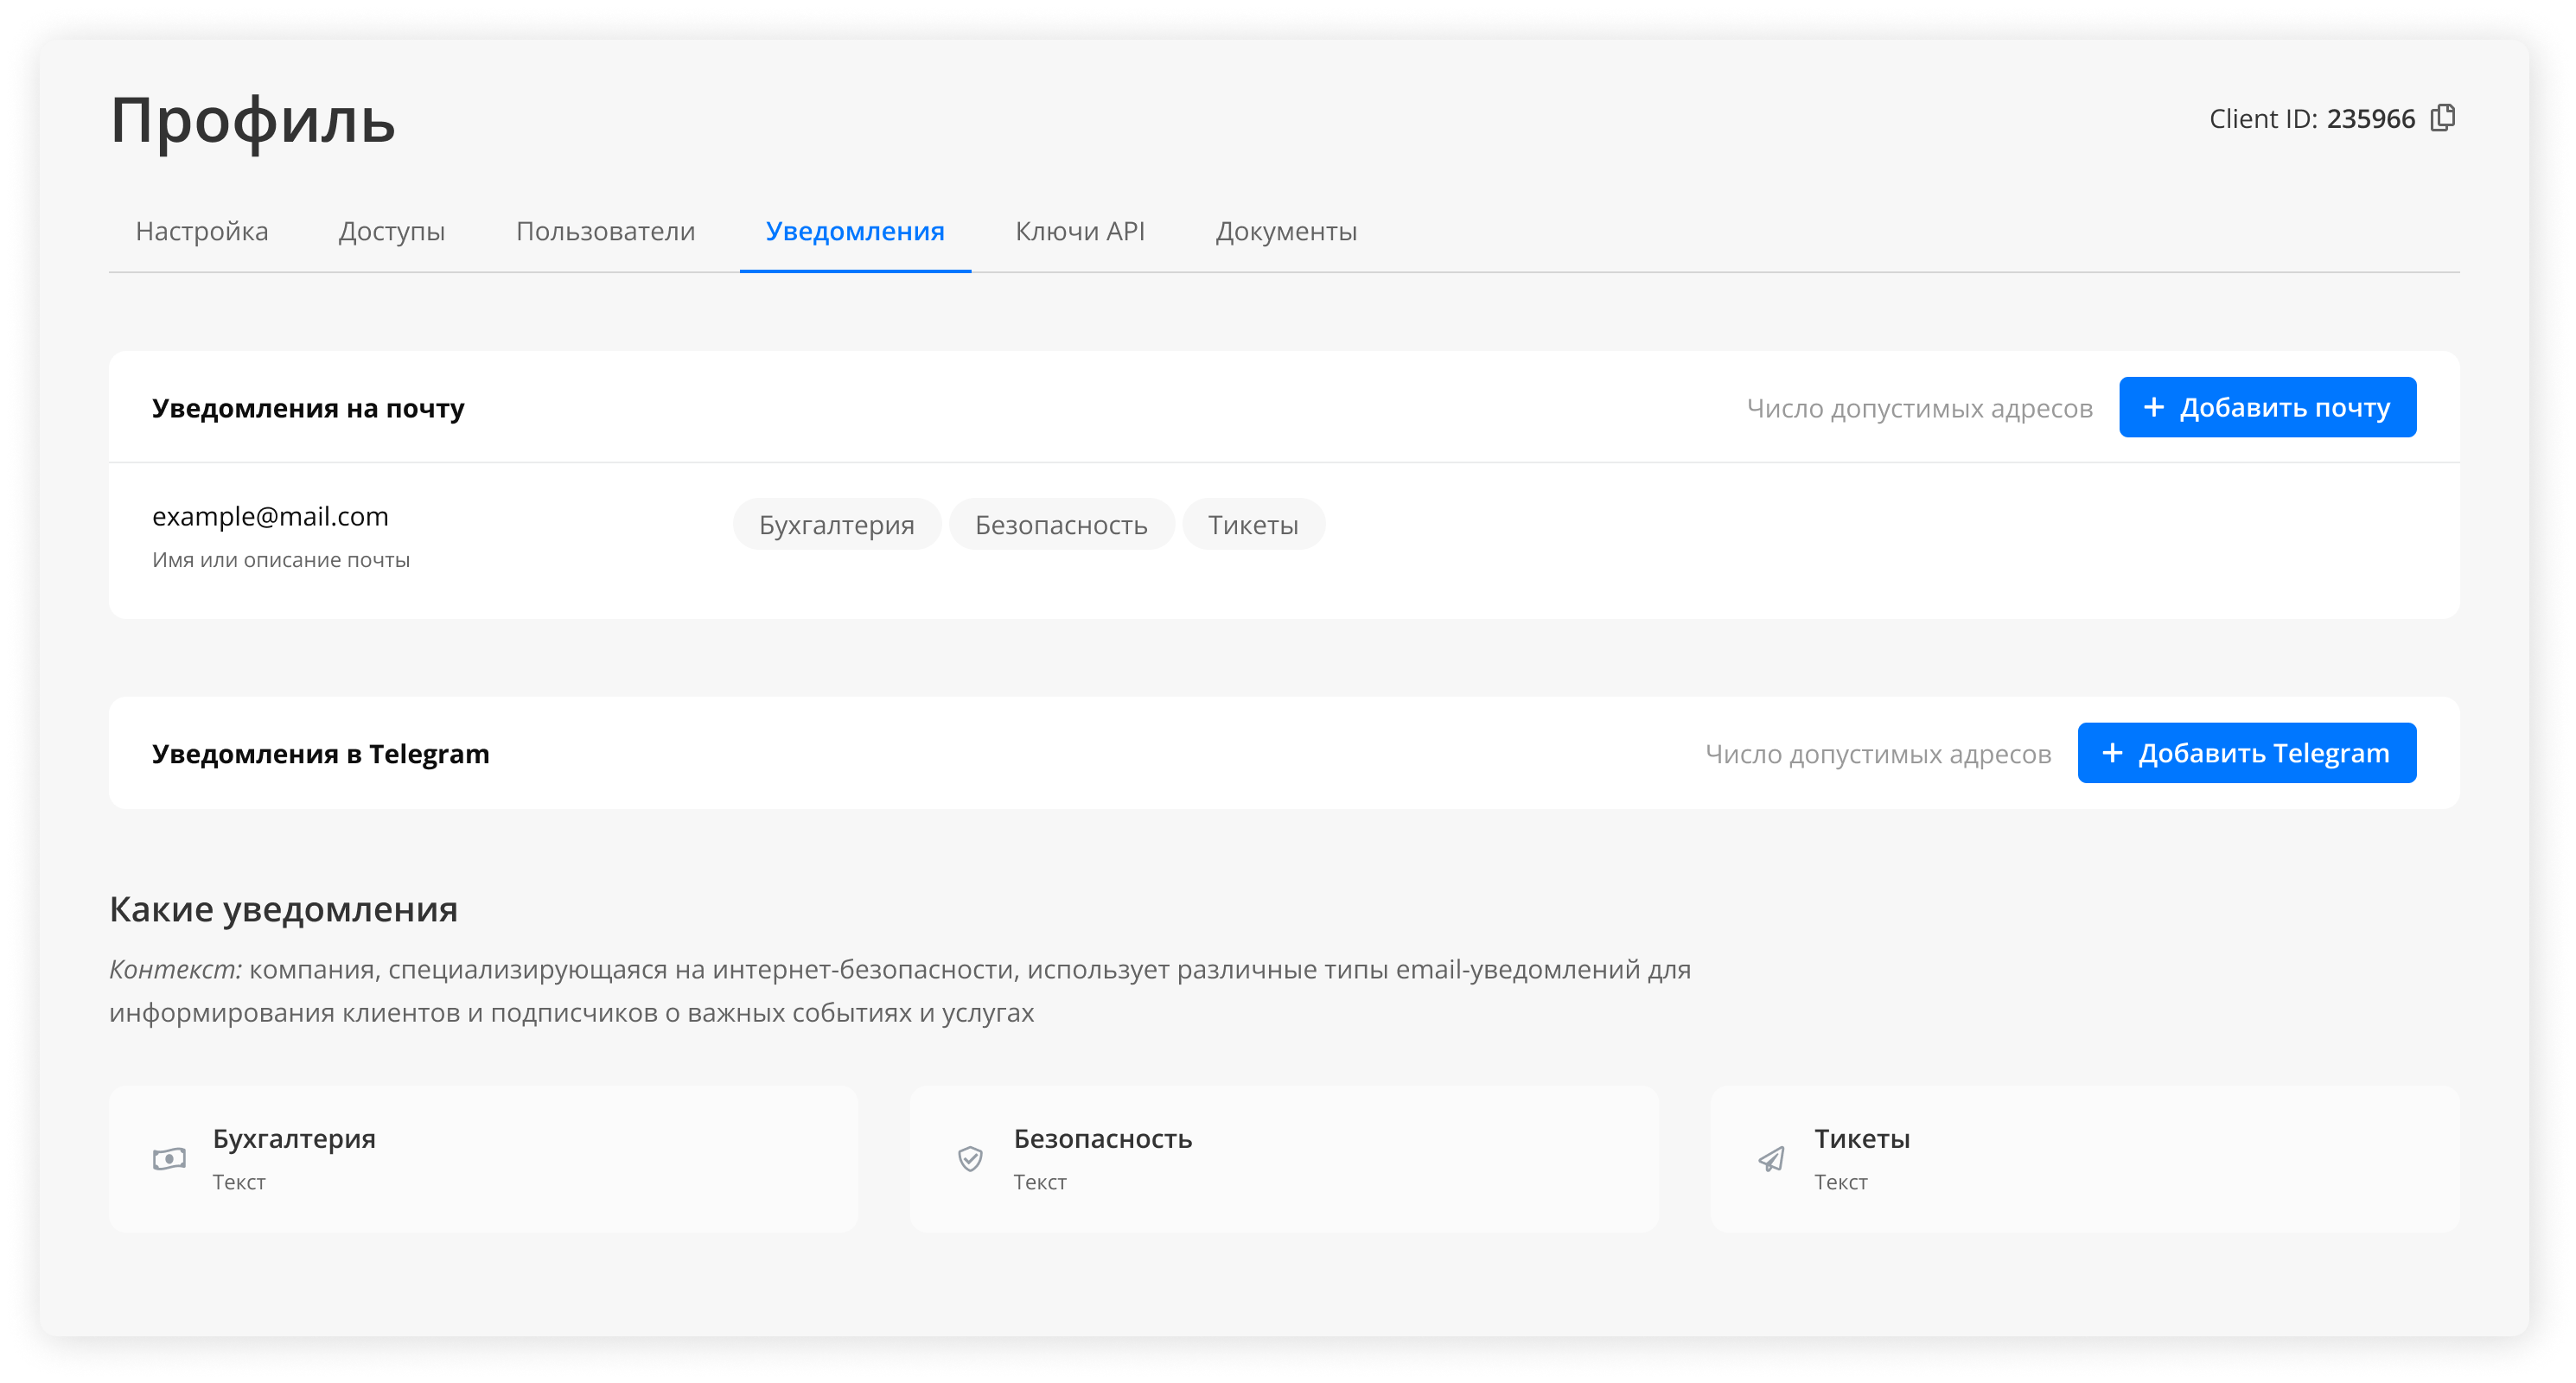 Профиль
Client ID: 235966
Настройка Доступы Пользователи Уведомления Ключи API Документы
Уведомления на почту
Число допустимых адресов
+ Добавить почту
example@mail.com
Имя или описание почты
Бухгалтерия Безопасность Тикеты
Уведомления в Telegram
Число допустимых адресов
+ Добавить Telegram
Какие уведомления
Контекст: компания, специализирующаяся на интернет-безопасности, использует различные типы email-уведомлений для
информирования клиентов и подписчиков о важных событиях и услугах
Бухгалтерия
Текст
Безопасность
Текст
Тикеты
Текст